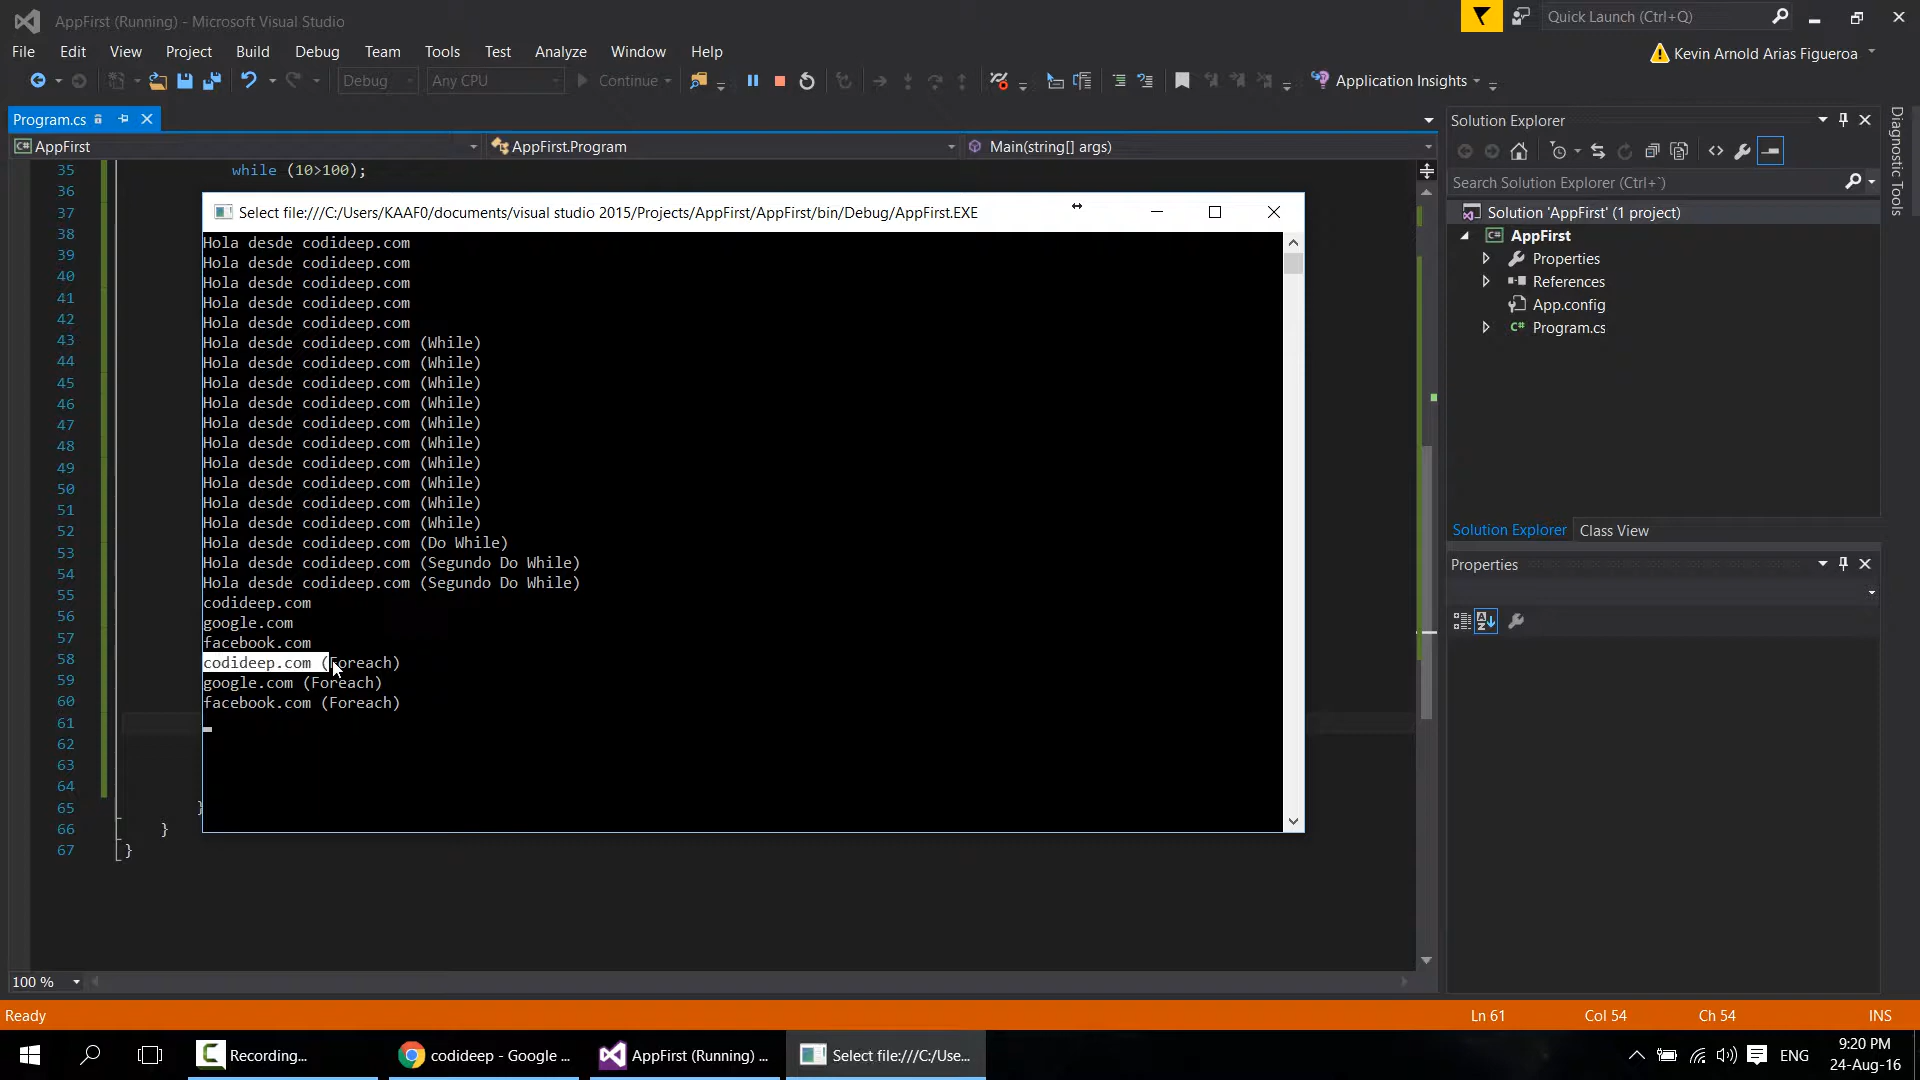 AppFirst (Running) - Microsoft Visual Studio
Quick Launch (Ctrl+Q)
File Edit View Project Build Debug Team Tools Test Analyze Window Help
Kevin Arnold Arias Figueroa
Debug Any CPU Continue Application Insights
Program.cs
AppFirst AppFirst.Program Main(string[] args)
35 while (10>100);
36
37
38
39
40
41
42
43
44
45
46
47
48
49
50
51
52
53
54
55
56
57
58
59
60
61
62
63
64
65 }
66 }
67 }
Select file:///C:/Users/KAAF0/documents/visual studio 2015/Projects/AppFirst/AppFirst/bin/Debug/AppFirst.EXE
Hola desde codideep.com
Hola desde codideep.com
Hola desde codideep.com
Hola desde codideep.com
Hola desde codideep.com
Hola desde codideep.com (While)
Hola desde codideep.com (While)
Hola desde codideep.com (While)
Hola desde codideep.com (While)
Hola desde codideep.com (While)
Hola desde codideep.com (While)
Hola desde codideep.com (While)
Hola desde codideep.com (While)
Hola desde codideep.com (While)
Hola desde codideep.com (While)
Hola desde codideep.com (Do While)
Hola desde codideep.com (Segundo Do While)
Hola desde codideep.com (Segundo Do While)
codideep.com
google.com
facebook.com
codideep.com (Foreach)
google.com (Foreach)
facebook.com (Foreach)
100 %
Solution Explorer
Search Solution Explorer (Ctrl+`)
Solution 'AppFirst' (1 project)
C# AppFirst
Properties
References
App.config
C# Program.cs
Solution Explorer Class View
Properties
Diagnostic Tools
Ready Ln 61 Col 54 Ch 54 INS
Recording...
codideep - Google ...
AppFirst (Running) ...
Select file:///C:/Use...
ENG
9:20 PM
24-Aug-16